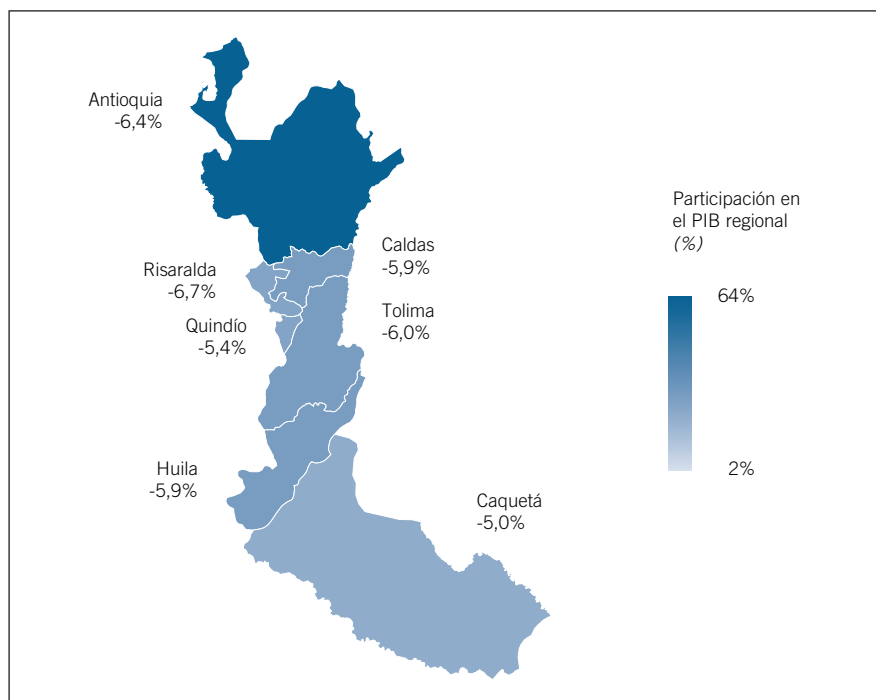 Antioquia
-6,4%
Risaralda
-6,7%
Quindío
-5,4%
Caldas
-5,9%
Tolima
-6,0%
Huila
-5,9%
Caquetá
-5,0%
Participación en
el PIB regional
(%)
64%
2%